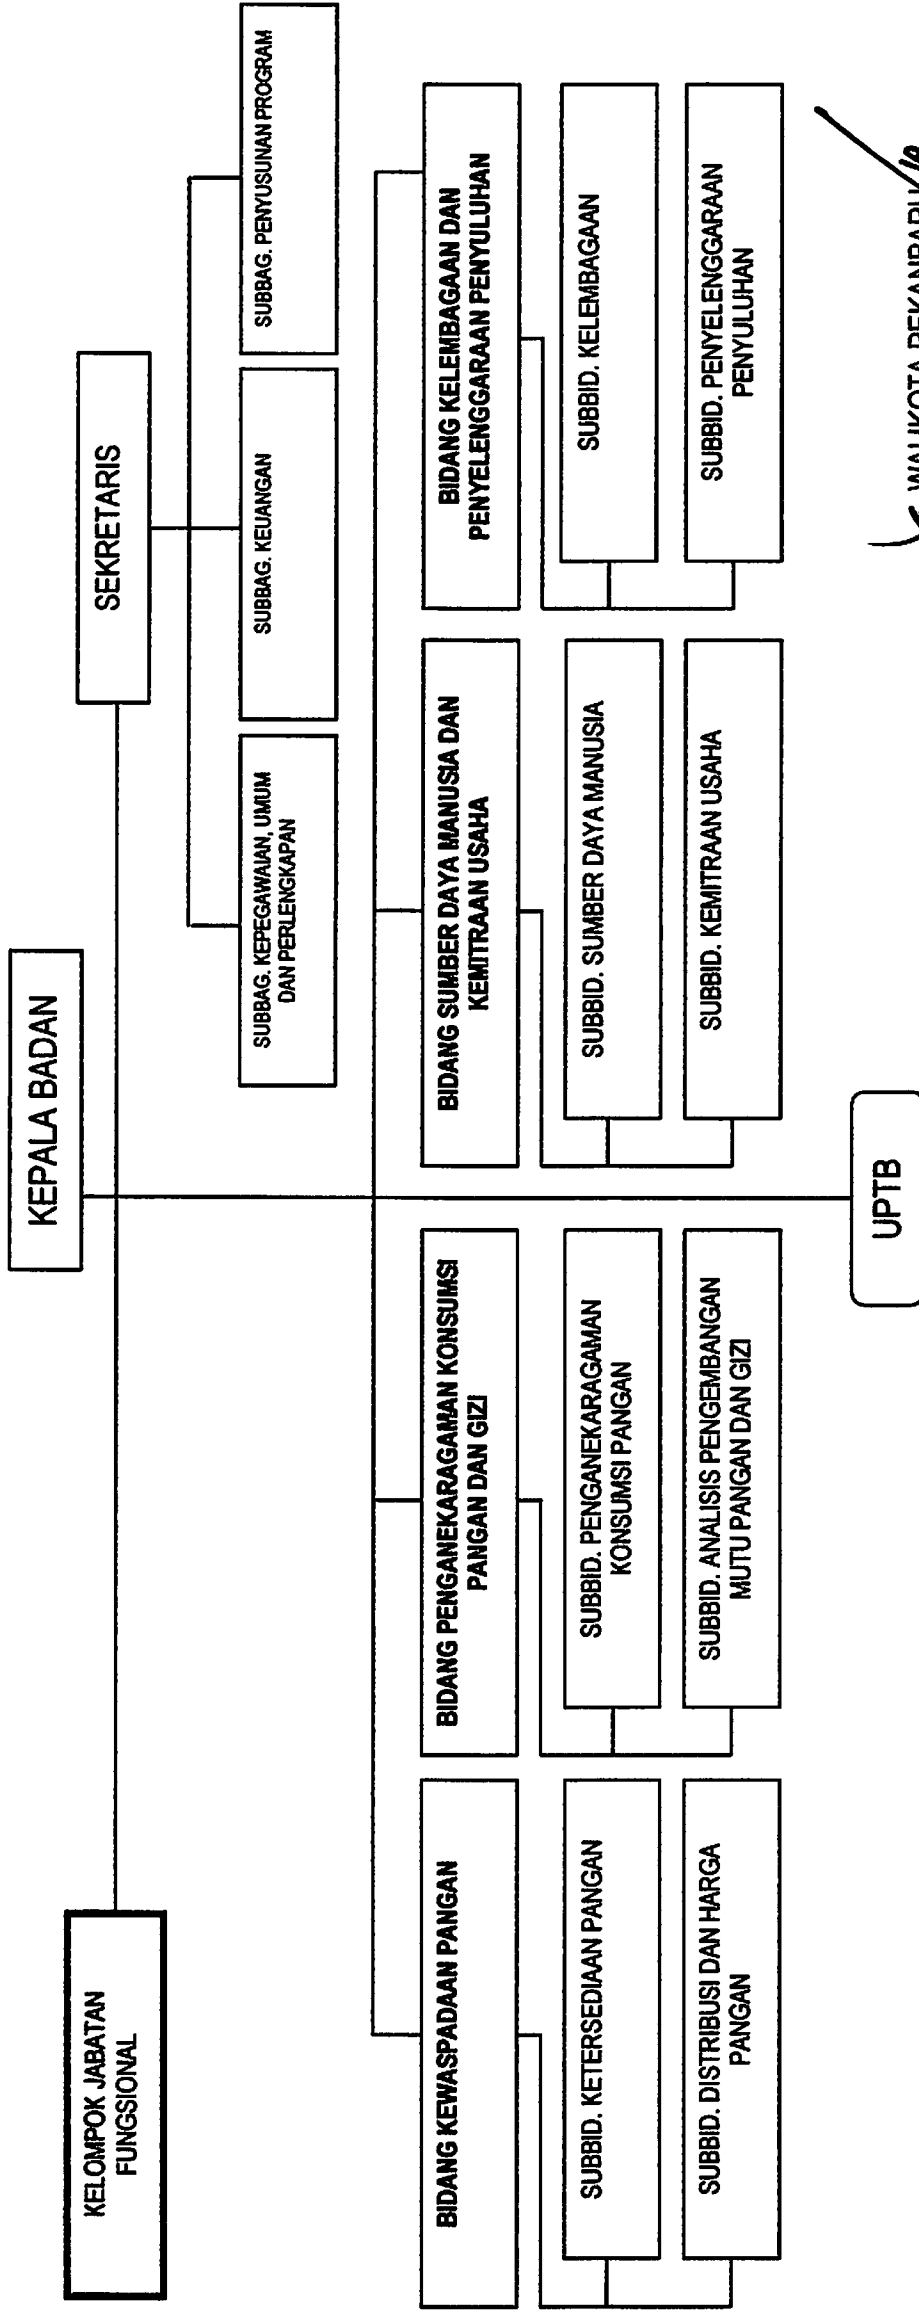 KEPALA BADAN
KELOMPOK JABATAN
FUNGSIONAL
SEKRETARIS
SUBBAG. KEPEGAWAIAN, UMUM
DAN PERLENGKAPAN
SUBBAG. KEUANGAN
SUBBAG. PENYUSUNAN PROGRAM
BIDANG KEWASPADAAN PANGAN
SUBBID. KETERSEDIAAN PANGAN
SUBBID. DISTRIBUSI DAN HARGA
PANGAN
BIDANG PENGANEKARAGAMAN KONSUMSI
PANGAN DAN GIZI
SUBBID. PENGANEKARAGAMAN
KONSUMSI PANGAN
SUBBID. ANALISIS PENGEMBANGAN
MUTU PANGAN DAN GIZI
BIDANG SUMBER DAYA MANUSIA DAN
KEMITRAAN USAHA
SUBBID. SUMBER DAYA MANUSIA
SUBBID. KEMITRAAN USAHA
BIDANG KELEMBAGAAN DAN
PENYELENGGARAAN PENYULUHAN
SUBBID. KELEMBAGAAN
SUBBID. PENYELENGGARAAN
PENYULUHAN
UPTB
WALIKOTA PEKANBARU